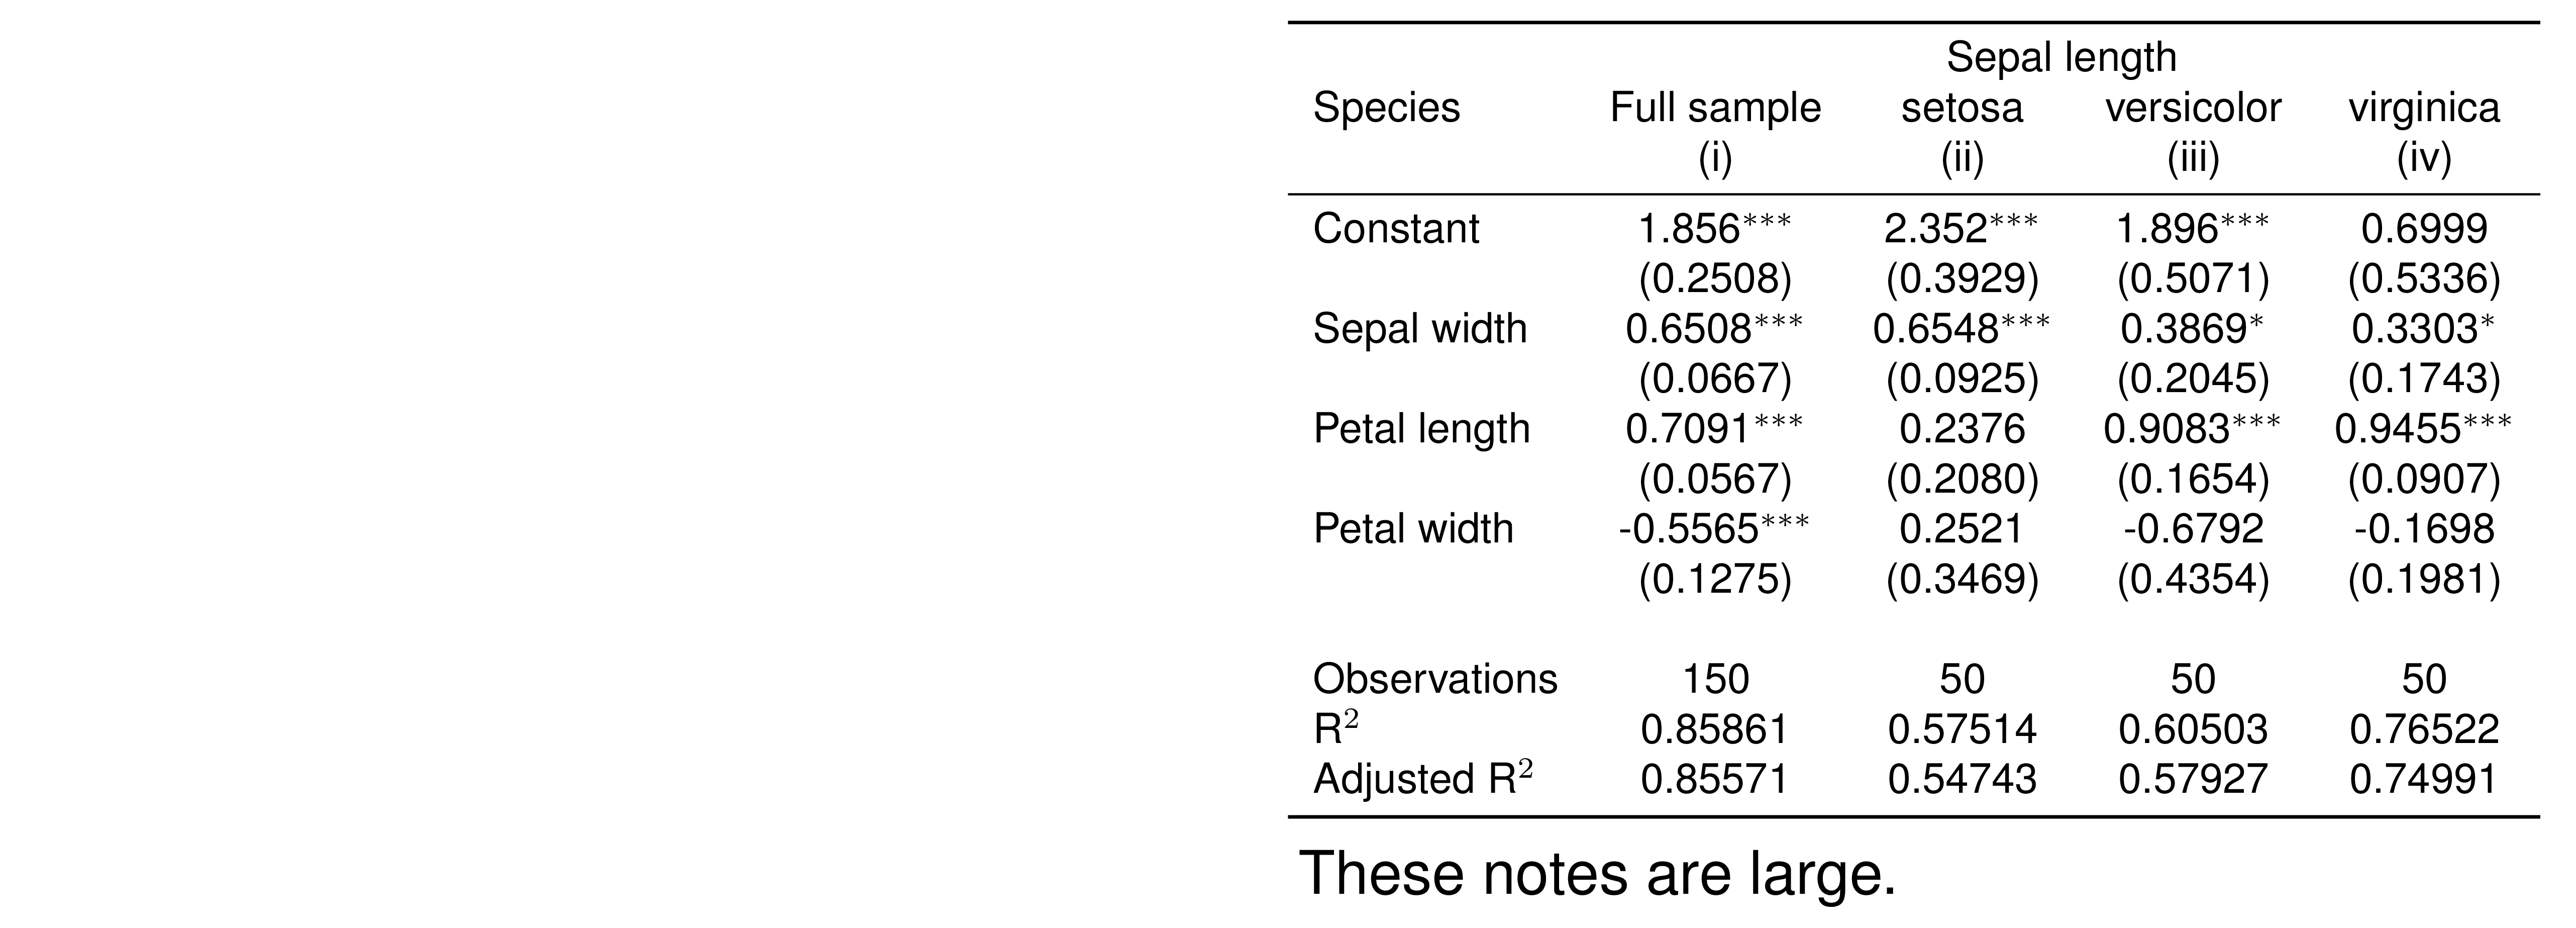 Sepal length
Species Full sample setosa versicolor virginica
(i) (ii) (iii) (iv)
Constant 1.856*** 2.352*** 1.896*** 0.6999
(0.2508) (0.3929) (0.5071) (0.5336)
Sepal width 0.6508*** 0.6548*** 0.3869* 0.3303*
(0.0667) (0.0925) (0.2045) (0.1743)
Petal length 0.7091*** 0.2376 0.9083*** 0.9455***
(0.0567) (0.2080) (0.1654) (0.0907)
Petal width -0.5565*** 0.2521 -0.6792 -0.1698
(0.1275) (0.3469) (0.4354) (0.1981)
Observations 150 50 50 50
R² 0.85861 0.57514 0.60503 0.76522
Adjusted R² 0.85571 0.54743 0.57927 0.74991
These notes are large.